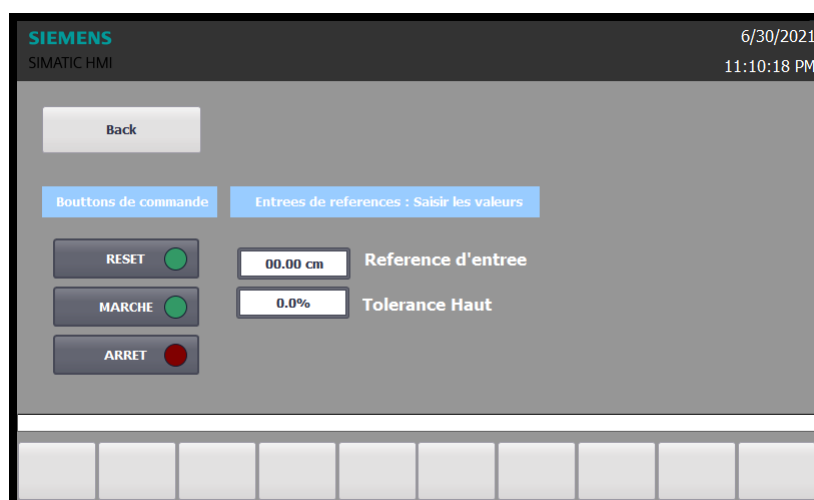 SIEMENS
6/30/2021
SIMATIC HMI
11:10:18 PM
Back
Bouttons de commande
Entrees de references : Saisir les valeurs
RESET
00.00 cm
Reference d'entree
MARCHE
0.0%
Tolerance Haut
ARRET